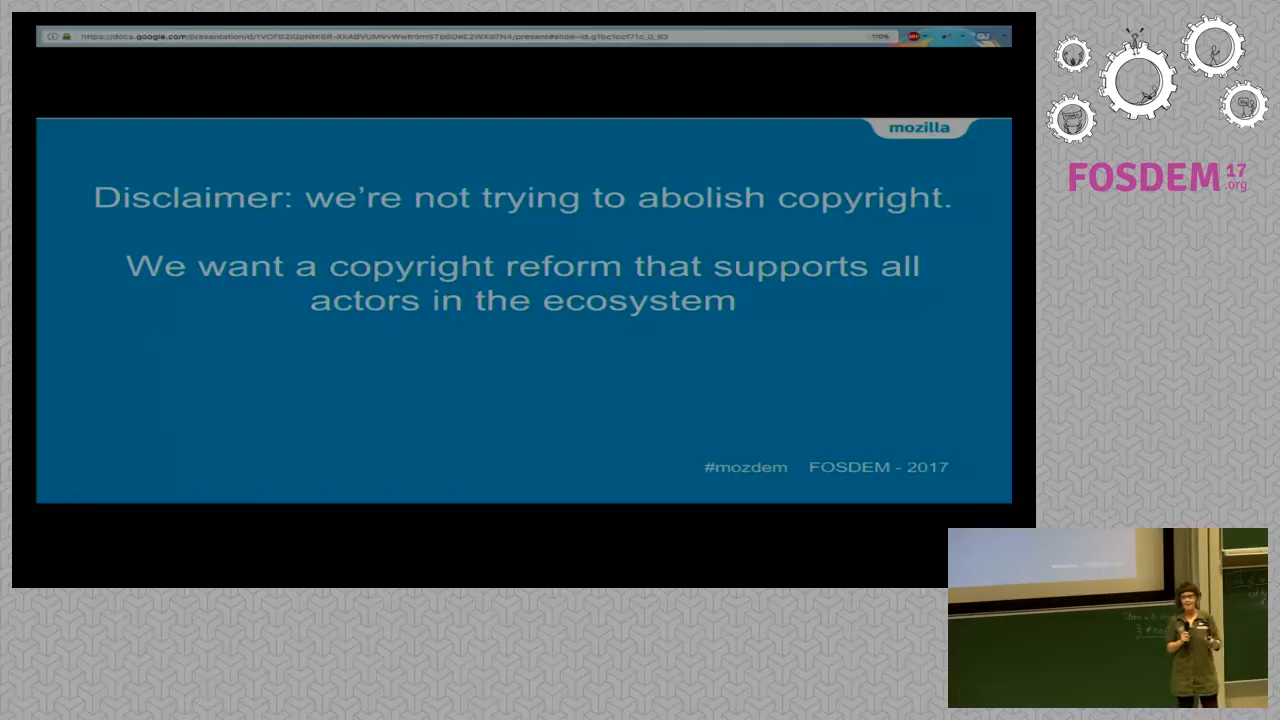 mozilla
Disclaimer: we're not trying to abolish copyright.
We want a copyright reform that supports all
actors in the ecosystem
#mozdem FOSDEM - 2017
FOSDEM 17
.org
110%